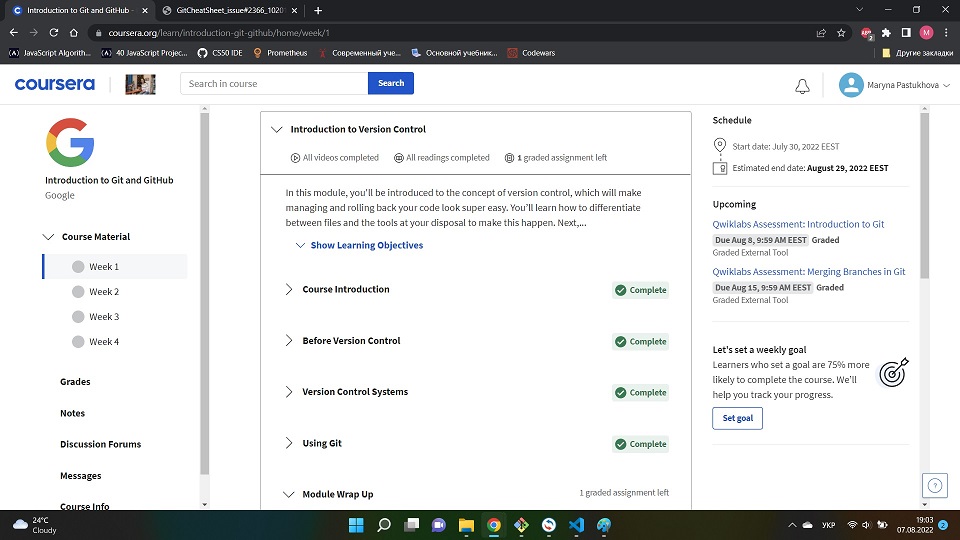 Introduction to Git and GitHub -
GitCheatSheet_issue#2366_1020
coursera.org/learn/introduction-git-github/home/week/1
JavaScript Algorith...
40 JavaScript Projec...
CS50 IDE
Prometheus
Современный уче...
Основной учебник...
Codewars
Другие закладки
coursera
Search in course
Search
Maryna Pastukhova
Introduction to Git and GitHub
Google
Course Material
Week 1
Week 2
Week 3
Week 4
Grades
Notes
Discussion Forums
Messages
Course Info
Introduction to Version Control
All videos completed
All readings completed
1 graded assignment left
In this module, you'll be introduced to the concept of version control, which will make
managing and rolling back your code look super easy. You'll learn how to differentiate
between files and the tools at your disposal to make this happen. Next,...
Show Learning Objectives
Course Introduction
Complete
Before Version Control
Complete
Version Control Systems
Complete
Using Git
Complete
Module Wrap Up
1 graded assignment left
Schedule
Start date: July 30, 2022 EEST
Estimated end date: August 29, 2022 EEST
Upcoming
Qwiklabs Assessment: Introduction to Git
Due Aug 8, 9:59 AM EEST Graded
Graded External Tool
Qwiklabs Assessment: Merging Branches in Git
Due Aug 15, 9:59 AM EEST Graded
Graded External Tool
Let's set a weekly goal
Learners who set a goal are 75% more
likely to complete the course. We'll
help you track your progress.
Set goal
24°C
Cloudy
УКР
19:03
07.08.2022
2